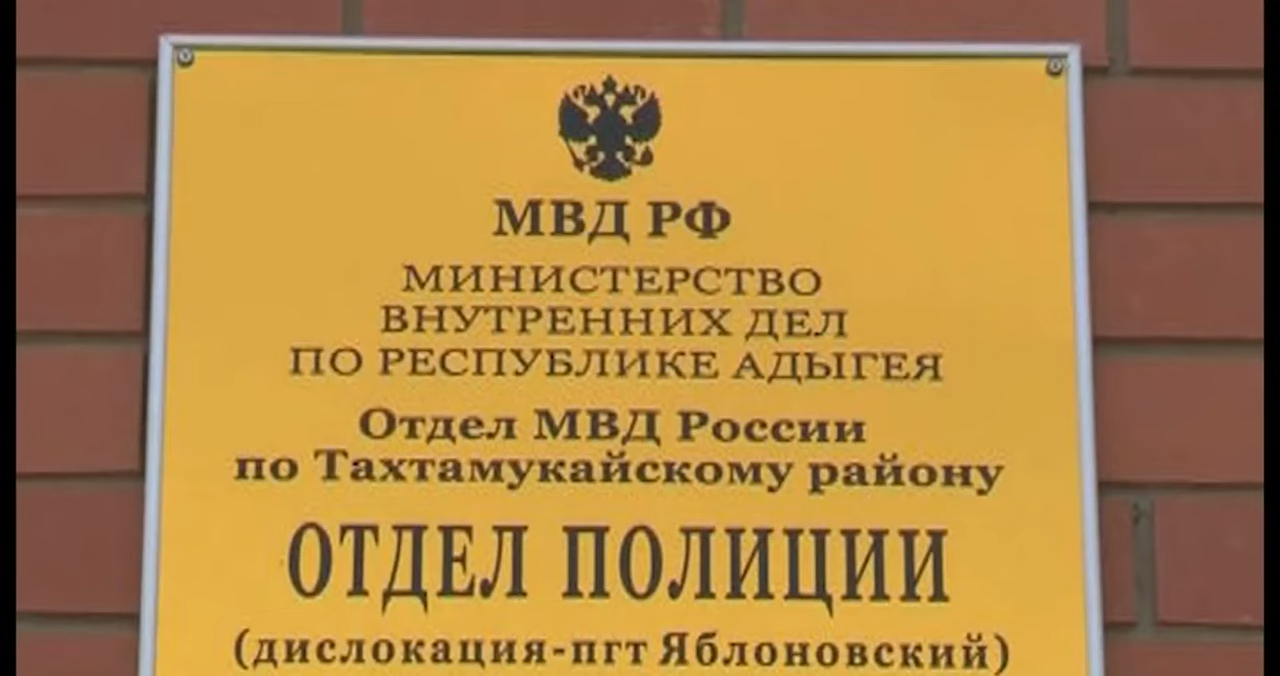 МВД РФ
МИНИСТЕРСТВО
ВНУТРЕННИХ ДЕЛ
ПО РЕСПУБЛИКЕ АДЫГЕЯ
Отдел МВД России
по Тахтамукайскому району
ОТДЕЛ ПОЛИЦИИ
(дислокация-пгт Яблоновский)